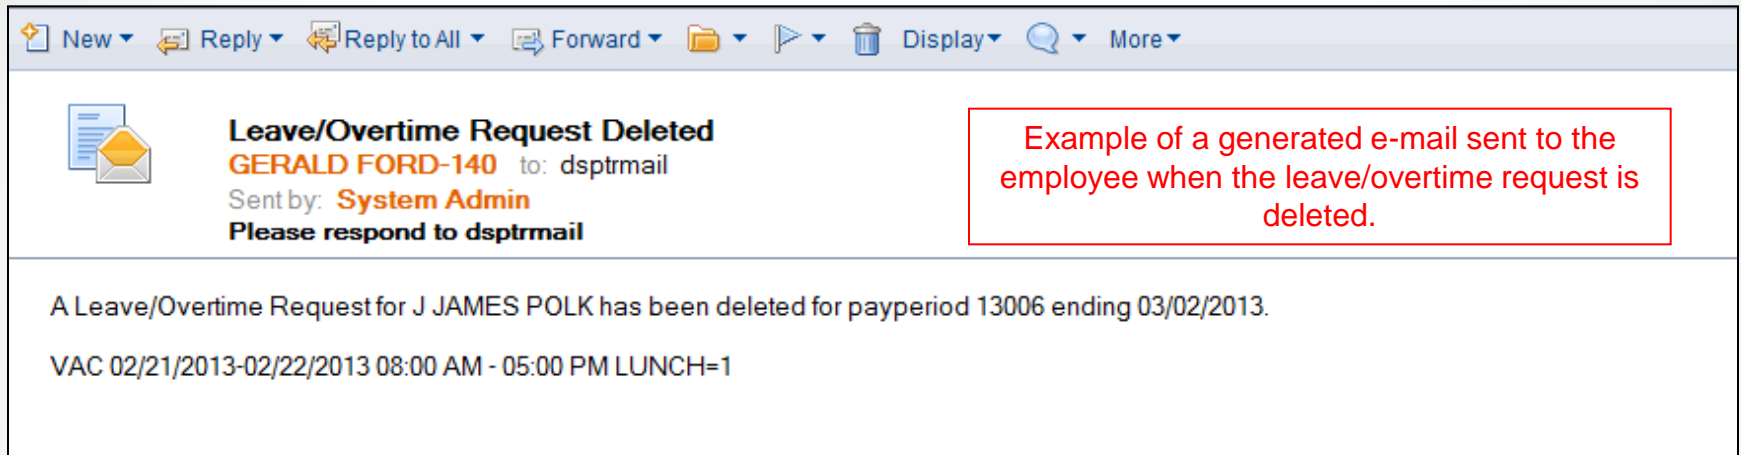 New Reply Reply to All Forward Display More
Leave/Overtime Request Deleted
GERALD FORD-140 to: dsptrmail
Sent by: System Admin
Please respond to dsptrmail
Example of a generated e-mail sent to the
employee when the leave/overtime request is
deleted.
A Leave/Overtime Request for J JAMES POLK has been deleted for payperiod 13006 ending 03/02/2013.
VAC 02/21/2013-02/22/2013 08:00 AM - 05:00 PM LUNCH=1